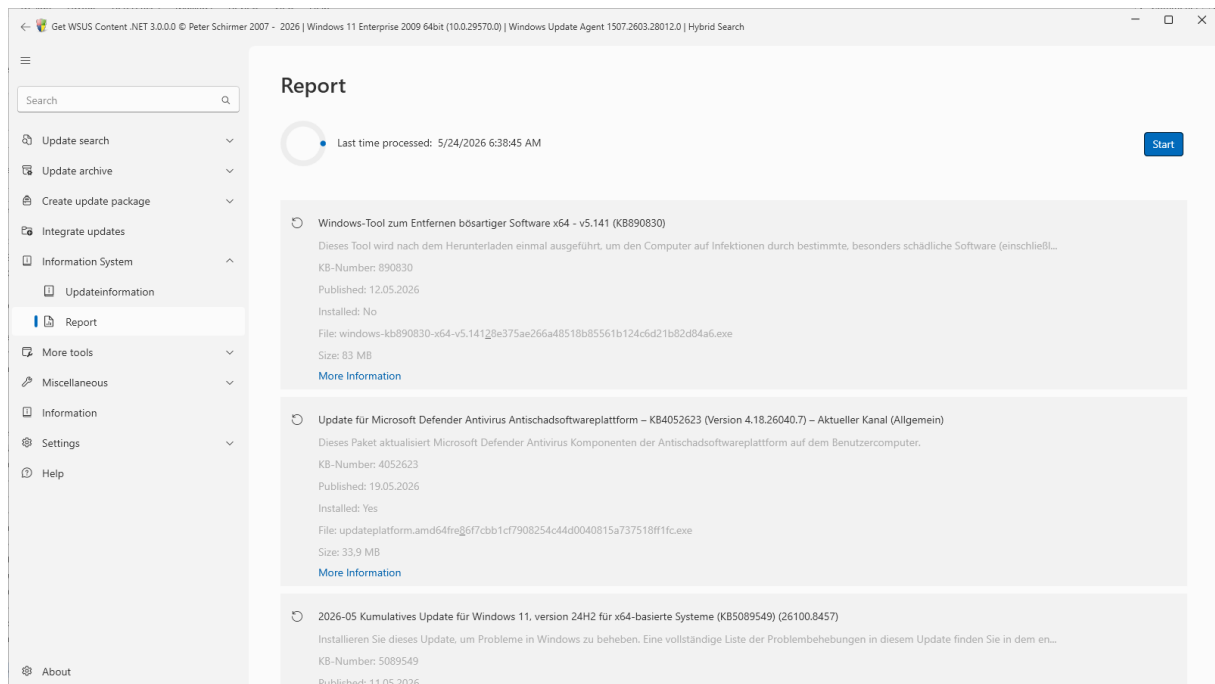 Get WSUS Content .NET 3.0.0.0 © Peter Schirmer 2007 - 2026 | Windows 11 Enterprise 2009 64bit (10.0.29570.0) | Windows Update Agent 1507.2603.28012.0 | Hybrid Search
Search
Update search
Update archive
Create update package
Integrate updates
Information System
Updateinformation
Report
More tools
Miscellaneous
Information
Settings
Help
About
Report
Last time processed: 5/24/2026 6:38:45 AM
Start
Windows-Tool zum Entfernen bösartiger Software x64 - v5.141 (KB890830)
Dieses Tool wird nach dem Herunterladen einmal ausgeführt, um den Computer auf Infektionen durch bestimmte, besonders schädliche Software (einschließl...
KB-Number: 890830
Published: 12.05.2026
Installed: No
File: windows-kb890830-x64-v5.14128e375ae266a48518b85561b124c6d21b82d84a6.exe
Size: 83 MB
More Information
Update für Microsoft Defender Antivirus Antischadsoftwareplattform – KB4052623 (Version 4.18.26040.7) – Aktueller Kanal (Allgemein)
Dieses Paket aktualisiert Microsoft Defender Antivirus Komponenten der Antischadsoftwareplattform auf dem Benutzercomputer.
KB-Number: 4052623
Published: 19.05.2026
Installed: Yes
File: updateplatform.amd64fre86f7cbb1cf7908254c44d0040815a737518ff1fc.exe
Size: 33,9 MB
More Information
2026-05 Kumulatives Update für Windows 11, version 24H2 für x64-basierte Systeme (KB5089549) (26100.8457)
Installieren Sie dieses Update, um Probleme in Windows zu beheben. Eine vollständige Liste der Problembehebungen in diesem Update finden Sie in dem en...
KB-Number: 5089549
Published: 11.05.2026